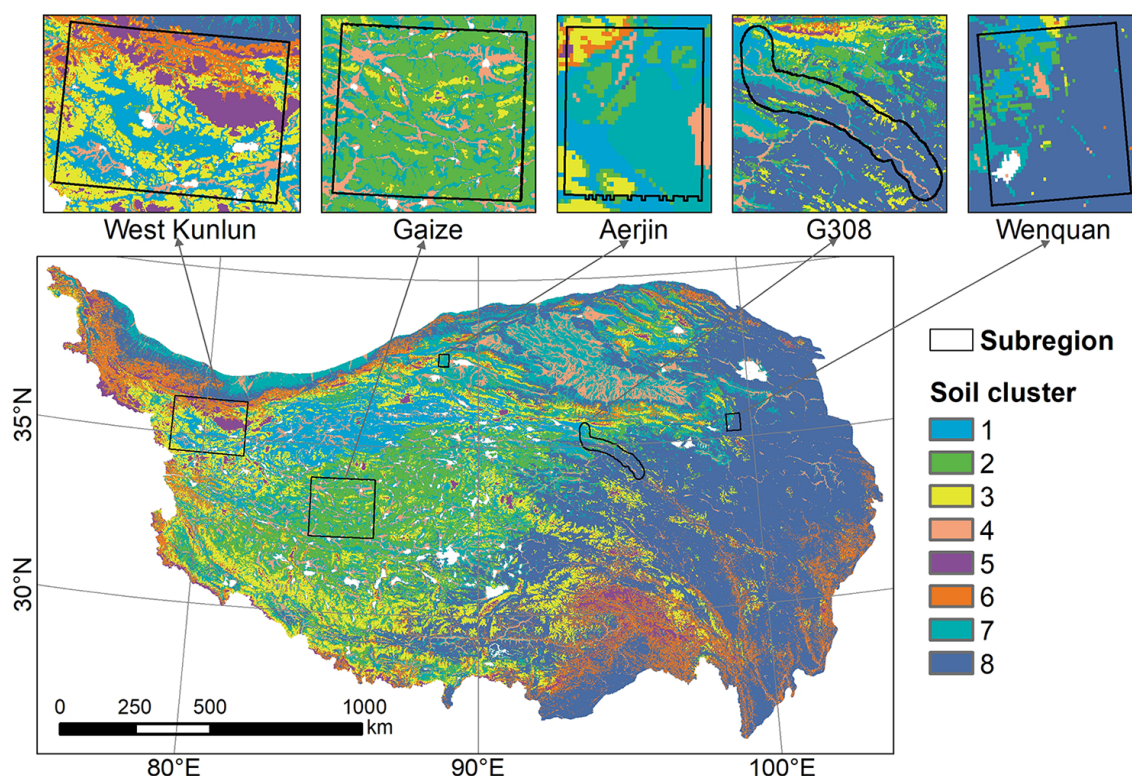 West Kunlun
Gaize
Aerjin
G308
Wenquan
Subregion
Soil cluster
1
2
3
4
5
6
7
8
35°N
30°N
0 250 500 1000
km
80°E 90°E 100°E